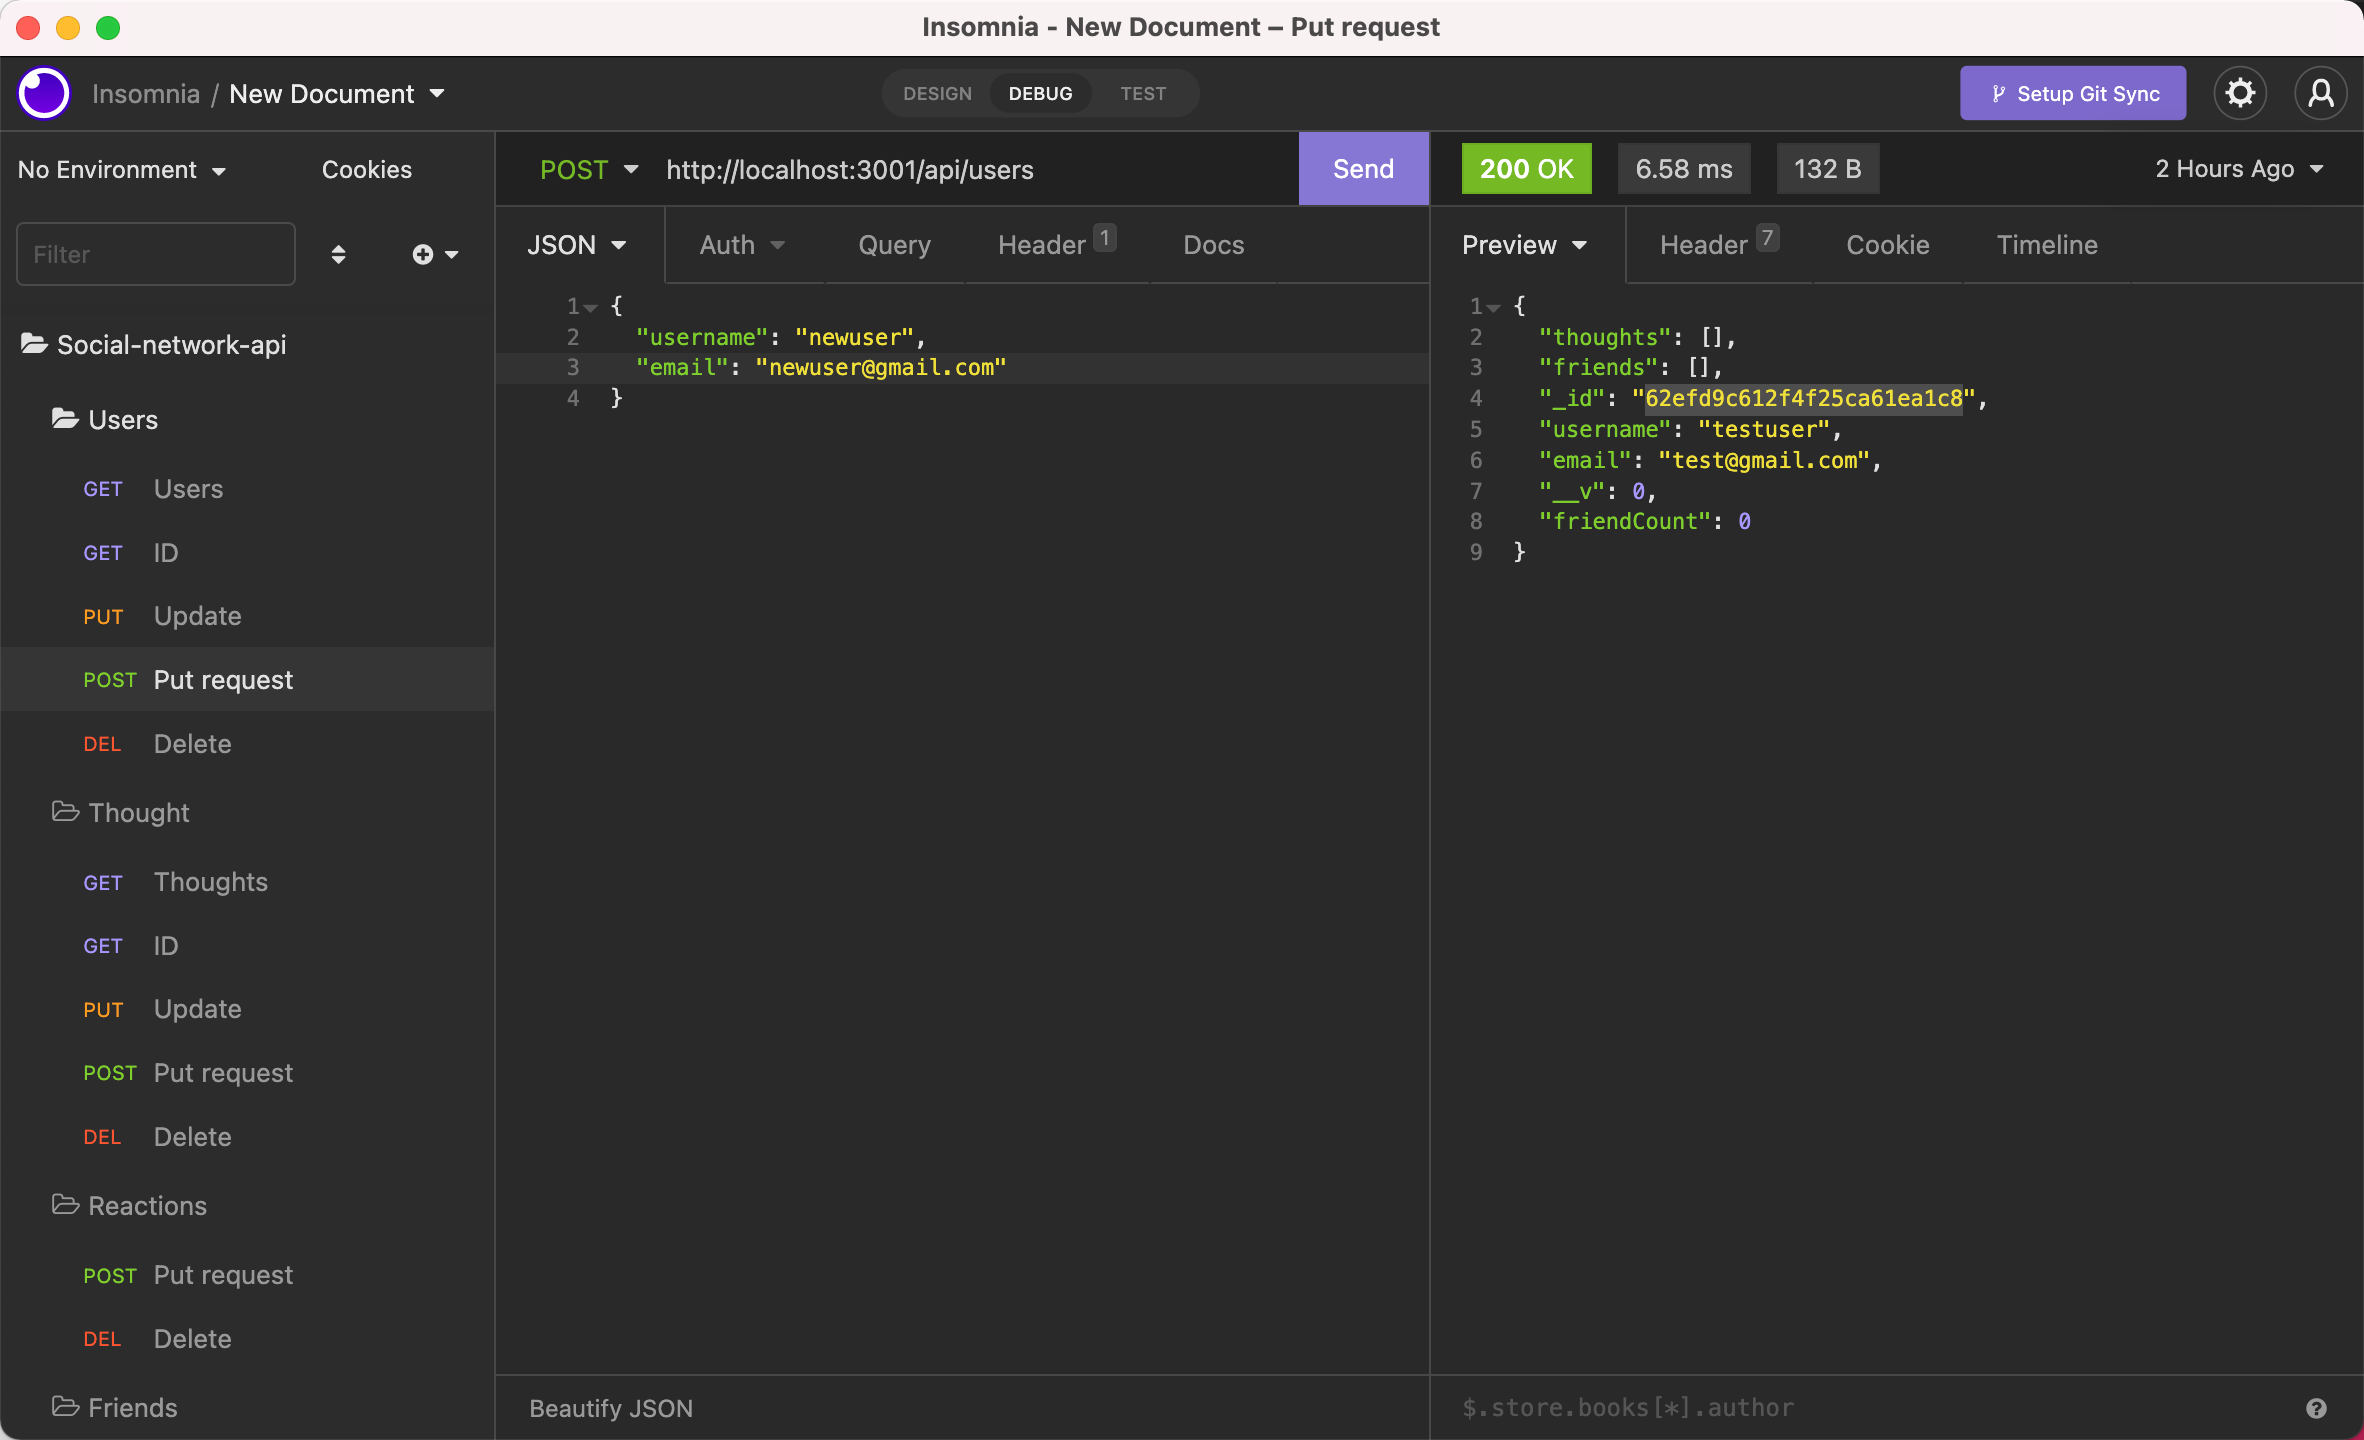 Insomnia - New Document – Put request
Insomnia / New Document
DESIGN DEBUG TEST
Setup Git Sync
No Environment
Cookies
Filter
Social-network-api
Users
GET Users
GET ID
PUT Update
POST Put request
DEL Delete
Thought
GET Thoughts
GET ID
PUT Update
POST Put request
DEL Delete
Reactions
POST Put request
DEL Delete
Friends
POST http://localhost:3001/api/users
Send
JSON Auth Query Header 1 Docs
1 {
2 "username": "newuser",
3 "email": "newuser@gmail.com"
4 }
Beautify JSON
200 OK 6.58 ms 132 B 2 Hours Ago
Preview Header 7 Cookie Timeline
1 {
2 "thoughts": [],
3 "friends": [],
4 "_id": "62efd9c612f4f25ca61ea1c8",
5 "username": "testuser",
6 "email": "test@gmail.com",
7 "__v": 0,
8 "friendCount": 0
9 }
$.store.books[*].author